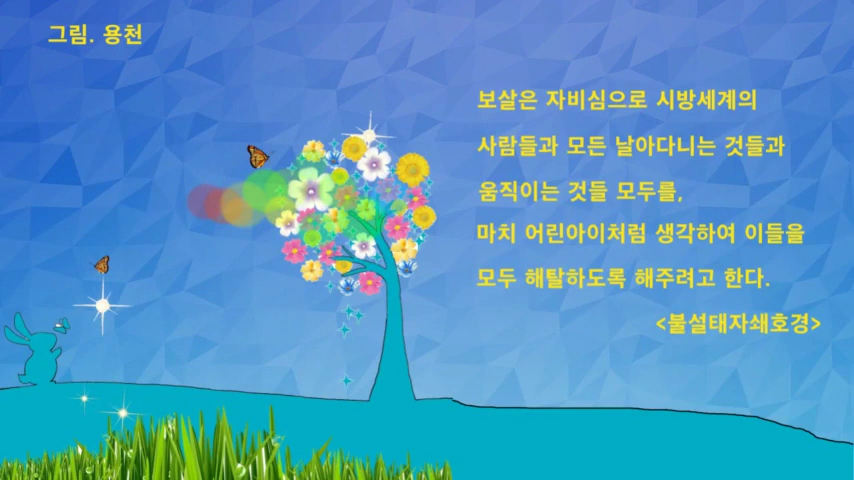 그림. 용천
보살은 자비심으로 시방세계의
사람들과 모든 날아다니는 것들과
움직이는 것들 모두를,
마치 어린아이처럼 생각하여 이들을
모두 해탈하도록 해주려고 한다.
<불설태자쇄호경>